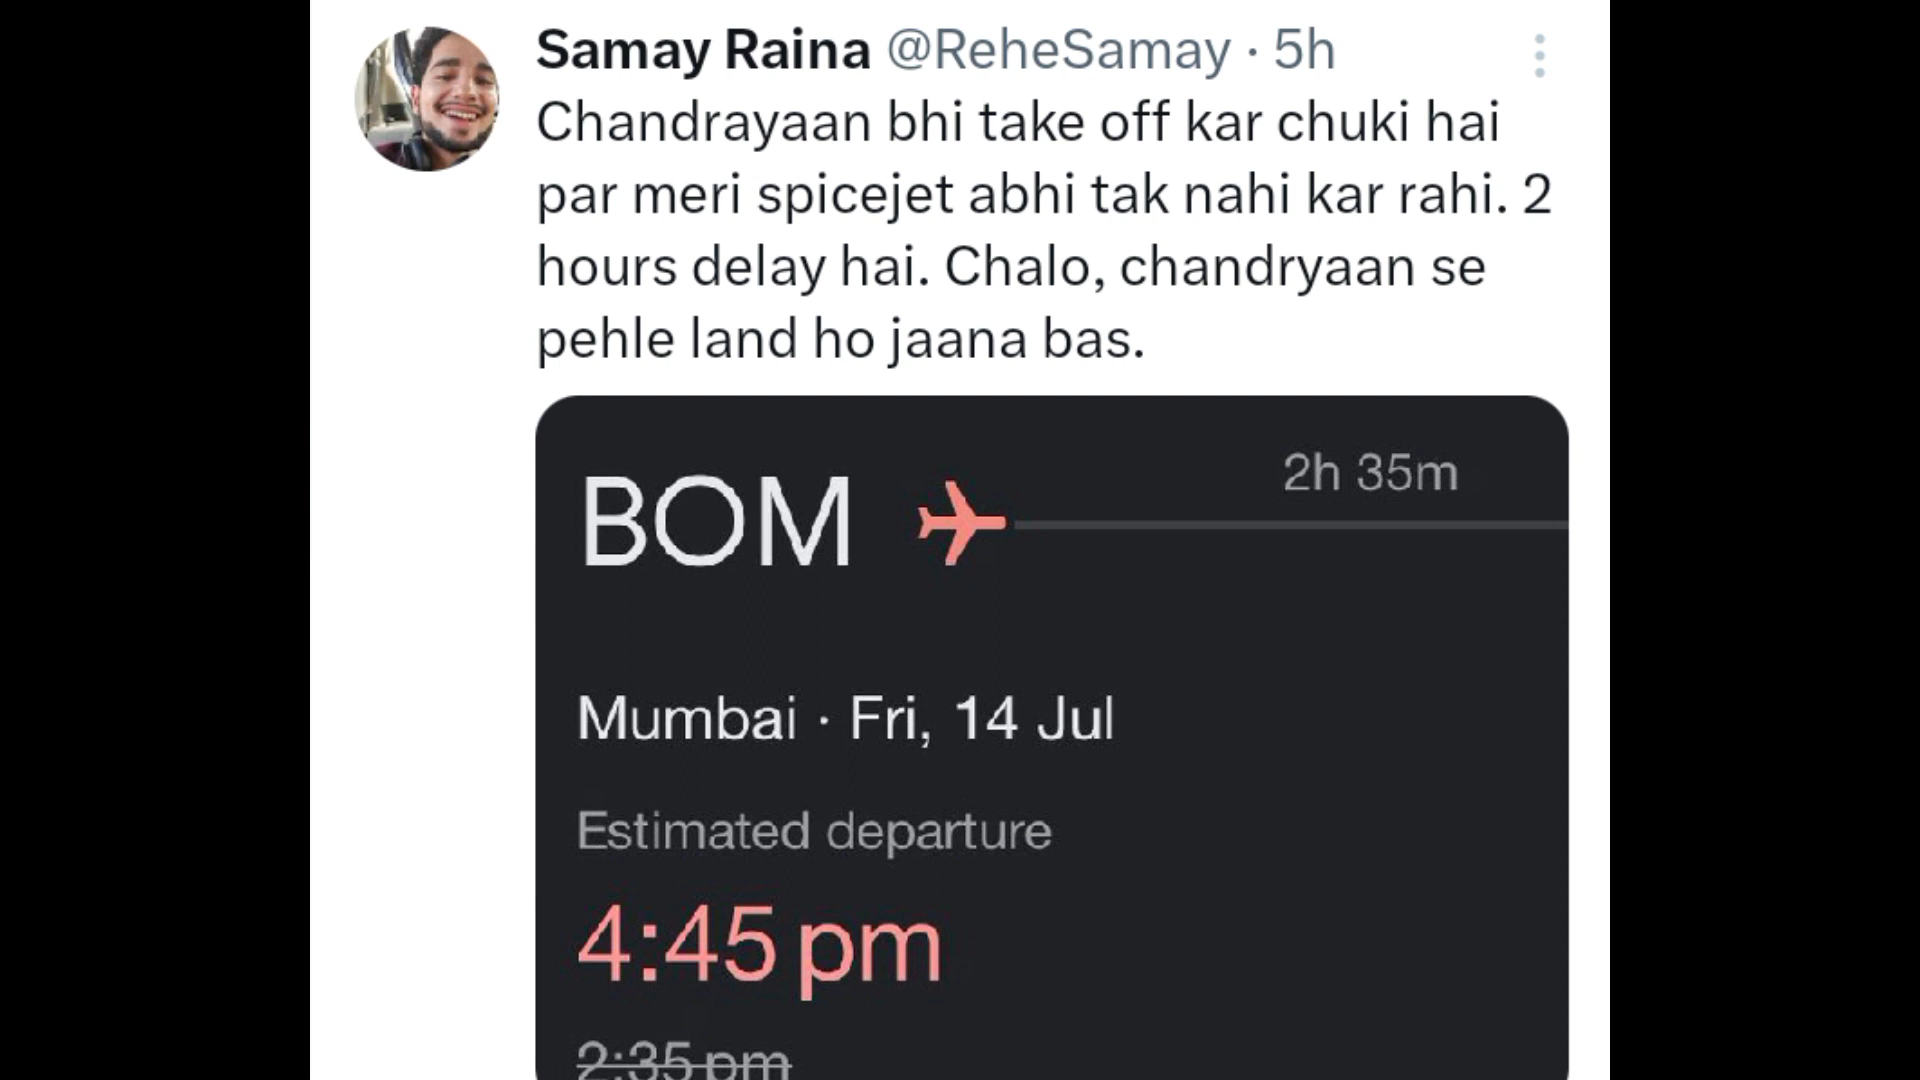 Samay Raina @ReheSamay · 5h
Chandrayaan bhi take off kar chuki hai
par meri spicejet abhi tak nahi kar rahi. 2
hours delay hai. Chalo, chandryaan se
pehle land ho jaana bas.
2h 35m
BOM
Mumbai · Fri, 14 Jul
Estimated departure
4:45 pm
2:35 pm